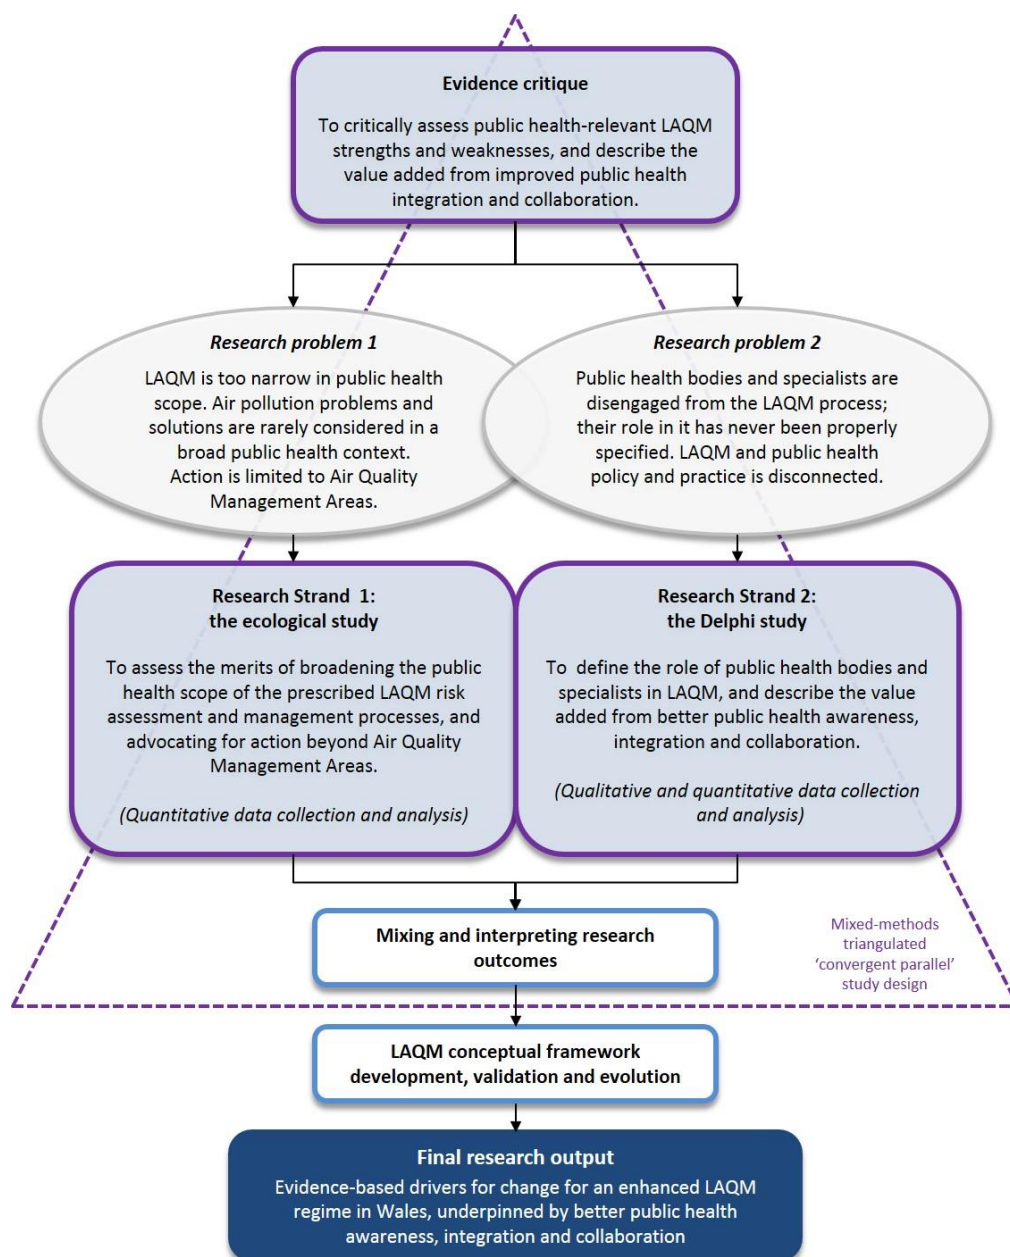 Evidence critique
To critically assess public health-relevant LAQM
strengths and weaknesses, and describe the
value added from improved public health
integration and collaboration.
Research problem 1
LAQM is too narrow in public health
scope. Air pollution problems and
solutions are rarely considered in a
broad public health context.
Action is limited to Air Quality
Management Areas.
Research problem 2
Public health bodies and specialists are
disengaged from the LAQM process;
their role in it has never been properly
specified. LAQM and public health
policy and practice is disconnected.
Research Strand 1:
the ecological study
To assess the merits of broadening the public
health scope of the prescribed LAQM risk
assessment and management processes, and
advocating for action beyond Air Quality
Management Areas.
(Quantitative data collection and analysis)
Research Strand 2:
the Delphi study
To define the role of public health bodies and
specialists in LAQM, and describe the value
added from better public health awareness,
integration and collaboration.
(Qualitative and quantitative data collection
and analysis)
Mixing and interpreting research
outcomes
Mixed-methods
triangulated
‘convergent parallel’
study design
LAQM conceptual framework
development, validation and evolution
Final research output
Evidence-based drivers for change for an enhanced LAQM
regime in Wales, underpinned by better public health
awareness, integration and collaboration